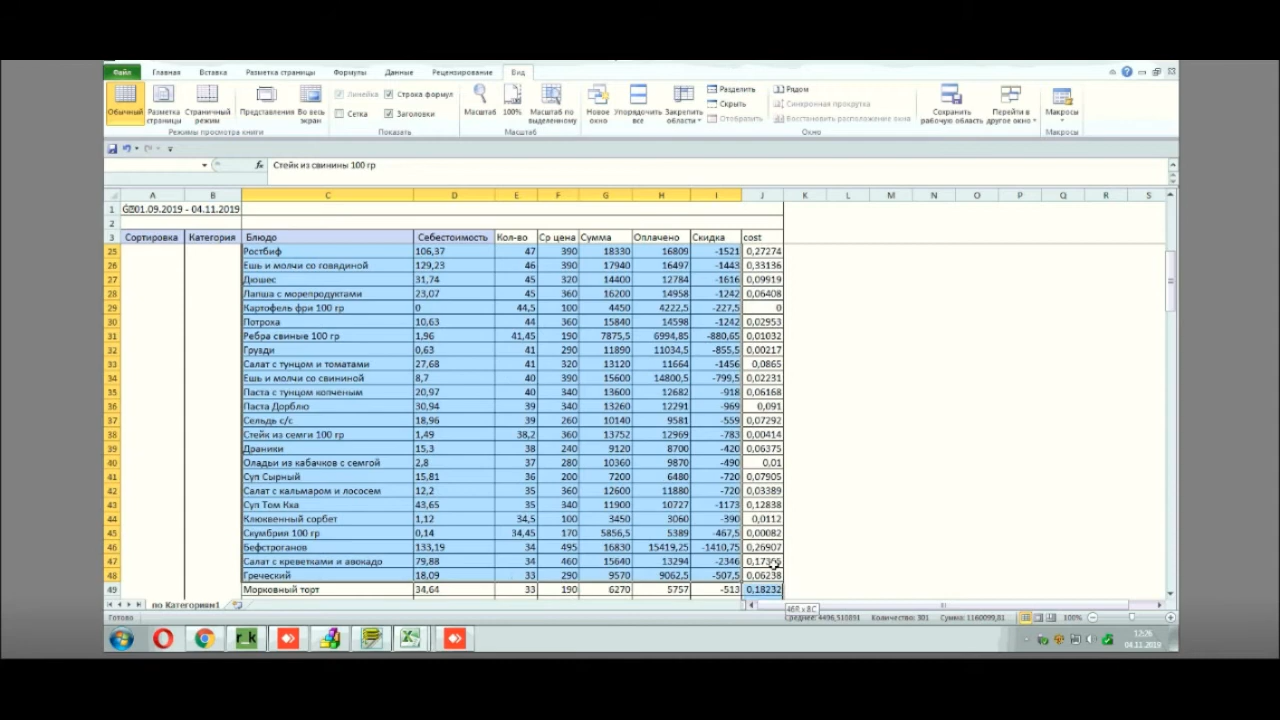 Файл Главная Вставка Разметка страницы Формулы Данные Рецензирование Вид
Обычный Разметка страницы Страничный режим Представления Во весь экран
Режимы просмотра книги
Линейка Строка формул
Сетка Заголовки
Показать
Масштаб 100% Масштаб по выделенному
Масштаб
Новое окно Упорядочить все Закрепить области
Разделить
Скрыть
Отобразить
Рядом
Синхронная прокрутка
Восстановить расположение окна
Окно
Сохранить рабочую область Перейти в другое окно
Макросы
Макросы
fx Стейк из свинины 100 гр
A B C D E F G H I J K L M N O P Q R S
1 01.09.2019 - 04.11.2019
2
3 Сортировка Категория Блюдо Себестоимость Кол-во Ср цена Сумма Оплачено Скидка cost
25 Ростбиф 106,37 47 390 18330 16809 -1521 0,27274
26 Ешь и молчи со говядиной 129,23 46 390 17940 16497 -1443 0,33136
27 Дюшес 31,74 45 320 14400 12784 -1616 0,09919
28 Лапша с морепродуктами 23,07 45 360 16200 14958 -1242 0,06408
29 Картофель фри 100 гр 0 44,5 100 4450 4222,5 -227,5 0
30 Потроха 10,63 44 360 15840 14598 -1242 0,02953
31 Ребра свиные 100 гр 1,96 41,45 190 7875,5 6994,85 -880,65 0,01032
32 Грузди 0,63 41 290 11890 11034,5 -855,5 0,00217
33 Салат с тунцом и томатами 27,68 41 320 13120 11664 -1456 0,0865
34 Ешь и молчи со свининой 8,7 40 390 15600 14800,5 -799,5 0,02231
35 Паста с тунцом копченым 20,97 40 340 13600 12682 -918 0,06168
36 Паста Дорблю 30,94 39 340 13260 12291 -969 0,091
37 Сельдь с/с 18,96 39 260 10140 9581 -559 0,07292
38 Стейк из семги 100 гр 1,49 38,2 360 13752 12969 -783 0,00414
39 Драники 15,3 38 240 9120 8700 -420 0,06375
40 Оладьи из кабачков с семгой 2,8 37 280 10360 9870 -490 0,01
41 Суп Сырный 15,81 36 200 7200 6480 -720 0,07905
42 Салат с кальмаром и лососем 12,2 35 360 12600 11880 -720 0,03389
43 Суп Том Кха 43,65 35 340 11900 10727 -1173 0,12838
44 Клюквенный сорбет 1,12 34,5 100 3450 3060 -390 0,0112
45 Скумбрия 100 гр 0,14 34,45 170 5856,5 5389 -467,5 0,00082
46 Бефстроганов 133,19 34 495 16830 15419,25 -1410,75 0,26907
47 Салат с креветками и авокадо 79,88 34 460 15640 13294 -2346
48 Греческий 18,09 33 290 9570 9062,5 -507,5 0,06238
49 Морковный торт 34,64 33 190 6270 5757 -513 0,18232
по Категориям1
Готово Количество: 301 Сумма: 1160099,81 100%
r_k
12:26
04.11.2019